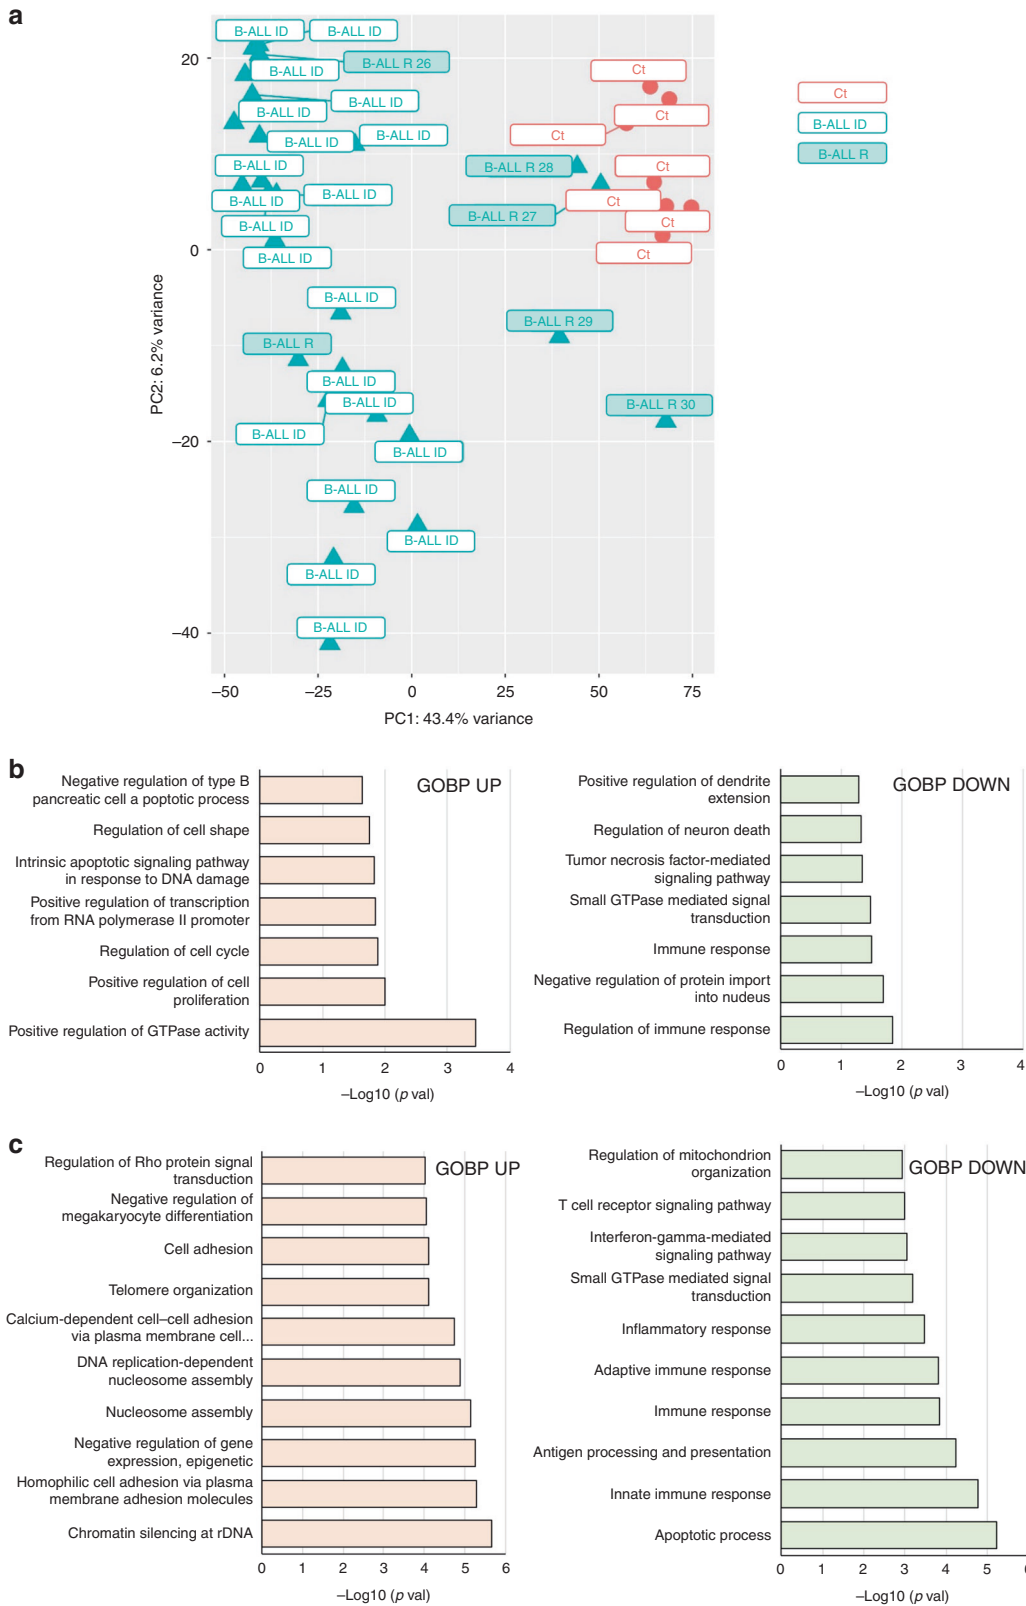 a
B-ALL ID
B-ALL ID
B-ALL R 26
B-ALL ID
B-ALL ID
B-ALL ID
B-ALL ID
B-ALL ID
B-ALL ID
B-ALL ID
B-ALL ID
B-ALL ID
B-ALL ID
B-ALL ID
B-ALL R
B-ALL ID
B-ALL ID
B-ALL ID
B-ALL ID
B-ALL ID
B-ALL ID
B-ALL ID
B-ALL ID
Ct
Ct
Ct
B-ALL R 28
Ct
Ct
B-ALL R 27
Ct
Ct
B-ALL R 29
B-ALL R 30
Ct
B-ALL ID
B-ALL R
20
0
–20
–40
PC2: 6.2% variance
–50
–25
0
25
50
75
PC1: 43.4% variance
b
GOBP UP
Negative regulation of type B
pancreatic cell a poptotic process
Regulation of cell shape
Intrinsic apoptotic signaling pathway
in response to DNA damage
Positive regulation of transcription
from RNA polymerase II promoter
Regulation of cell cycle
Positive regulation of cell
proliferation
Positive regulation of GTPase activity
0
1
2
3
4
–Log10 (p val)
GOBP DOWN
Positive regulation of dendrite
extension
Regulation of neuron death
Tumor necrosis factor-mediated
signaling pathway
Small GTPase mediated signal
transduction
Immune response
Negative regulation of protein import
into nudeus
Regulation of immune response
0
1
2
3
4
–Log10 (p val)
c
GOBP UP
Regulation of Rho protein signal
transduction
Negative regulation of
megakaryocyte differentiation
Cell adhesion
Telomere organization
Calcium-dependent cell–cell adhesion
via plasma membrane cell...
DNA replication-dependent
nucleosome assembly
Nucleosome assembly
Negative regulation of gene
expression, epigenetic
Homophilic cell adhesion via plasma
membrane adhesion molecules
Chromatin silencing at rDNA
0
1
2
3
4
5
6
–Log10 (p val)
GOBP DOWN
Regulation of mitochondrion
organization
T cell receptor signaling pathway
Interferon-gamma-mediated
signaling pathway
Small GTPase mediated signal
transduction
Inflammatory response
Adaptive immune response
Immune response
Antigen processing and presentation
Innate immune response
Apoptotic process
0
1
2
3
4
5
–Log10 (p val)